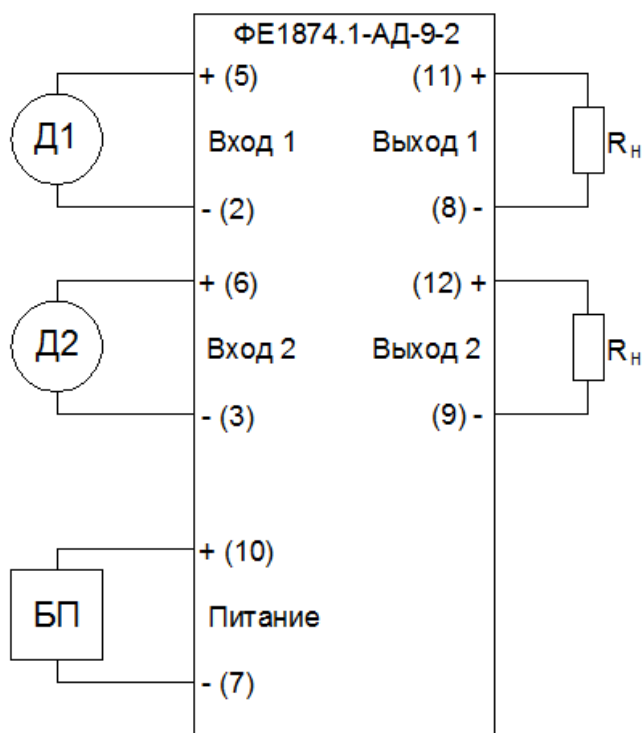 ФЕ1874.1-АД-9-2
+ (5) (11) +
Д1 Вход 1 Выход 1 RН
- (2) (8) -
+ (6) (12) +
Д2 Вход 2 Выход 2 RН
- (3) (9) -
+ (10)
БП Питание
- (7)